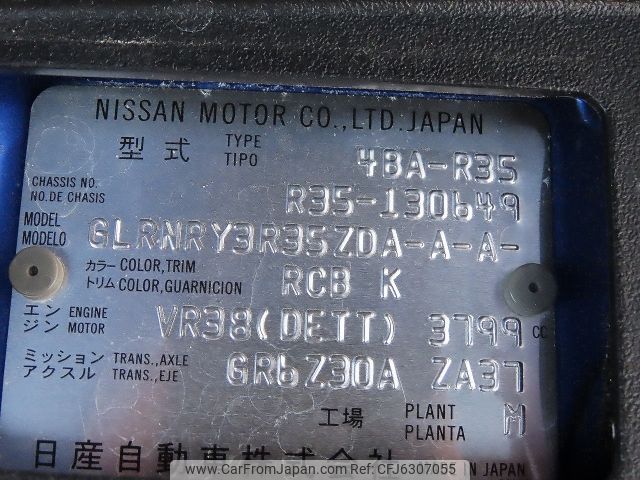 NISSAN MOTOR CO.,LTD.JAPAN
型式 TYPE TIPO 4BA-R35
CHASSIS NO. NO.DE CHASIS R35-130649
MODEL MODELO GLRNRY3R35ZDA-A-A-
カラー COLOR,TRIM トリム COLOR,GUARNICION RCB K
エンジン ENGINE MOTOR VR38(DETT) 3799 CC
ミッション TRANS.,AXLE アクスル TRANS.,EJE GR6Z30A ZA37
工場 PLANT PLANTA M
日産自動車株式会社 IN JAPAN
© CarFromJapan.com - CFJ6307055